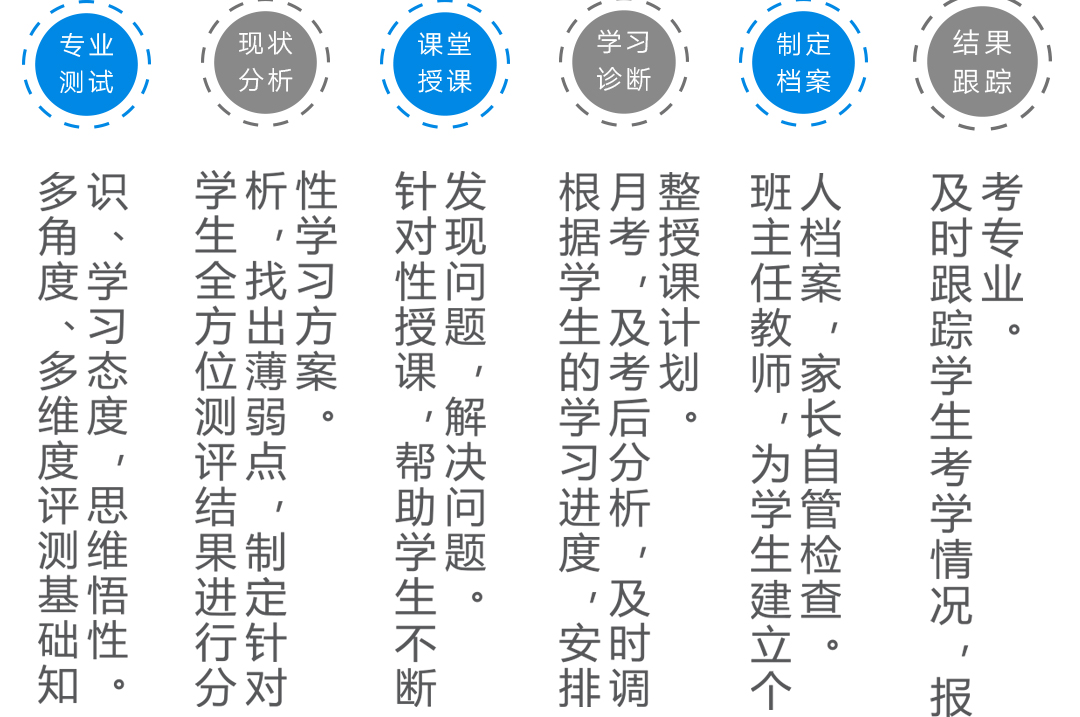 专业
测试
多角度、多维度评测基础知
识、学习态度，思维悟性。
现状
分析
学生全方位测评结果进行分
析，找出薄弱点，制定针对
性学习方案。
课堂
授课
针对性授课，帮助学生不断
发现问题，解决问题。
学习
诊断
根据学生的学习进度，安排
月考，及考后分析，及时调
整授课计划。
制定
档案
班主任教师，为学生建立个
人档案，家长自管检查。
结果
跟踪
及时跟踪学生考学情况，报
考专业。